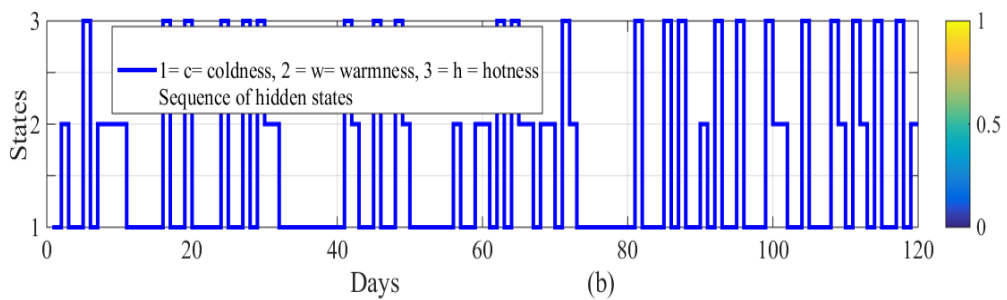 3
2
1
States
1= c= coldness, 2 = w= warmness, 3 = h = hotness
Sequence of hidden states
0 20 40 60 80 100 120
Days
(b)
1
0.5
0